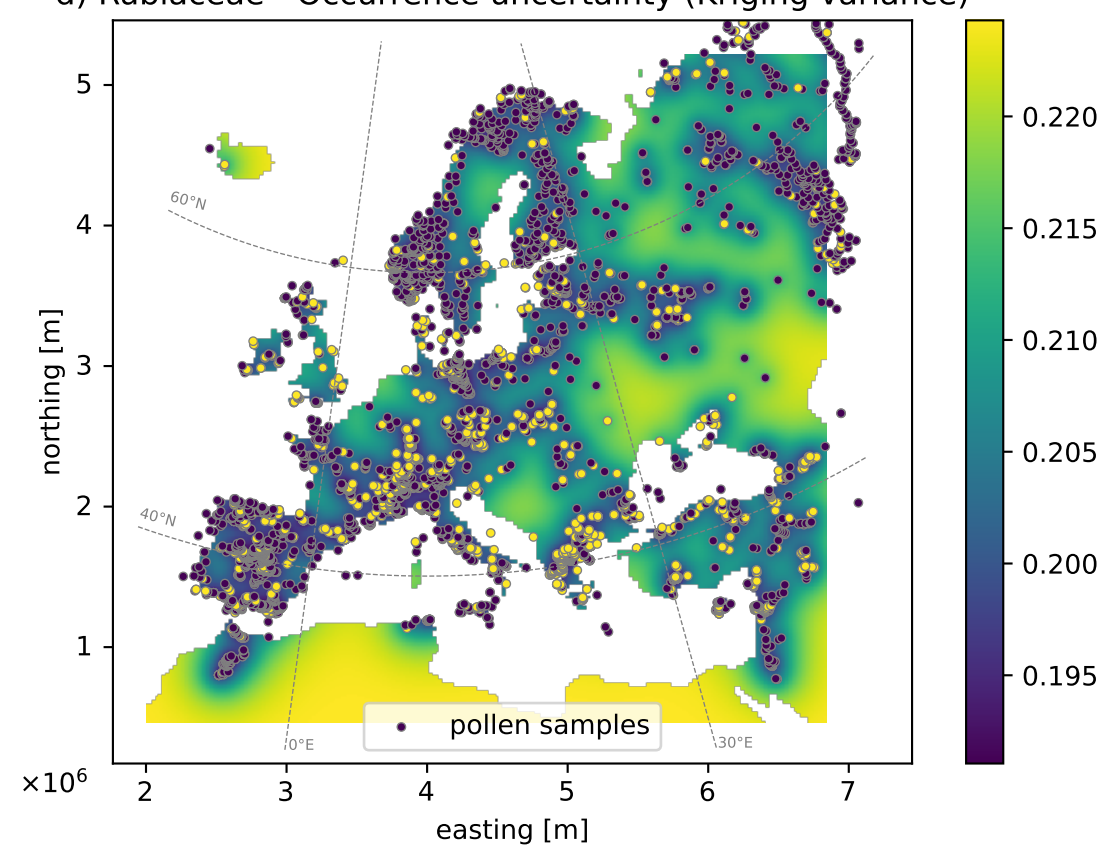 d) Rubiaceae - Occurrence uncertainty (Kriging variance)
0.220
0.215
0.210
0.205
0.200
0.195
5
4
3
2
1
northing [m]
60°N
40°N
0°E
30°E
pollen samples
×10⁶
2 3 4 5 6 7
easting [m]